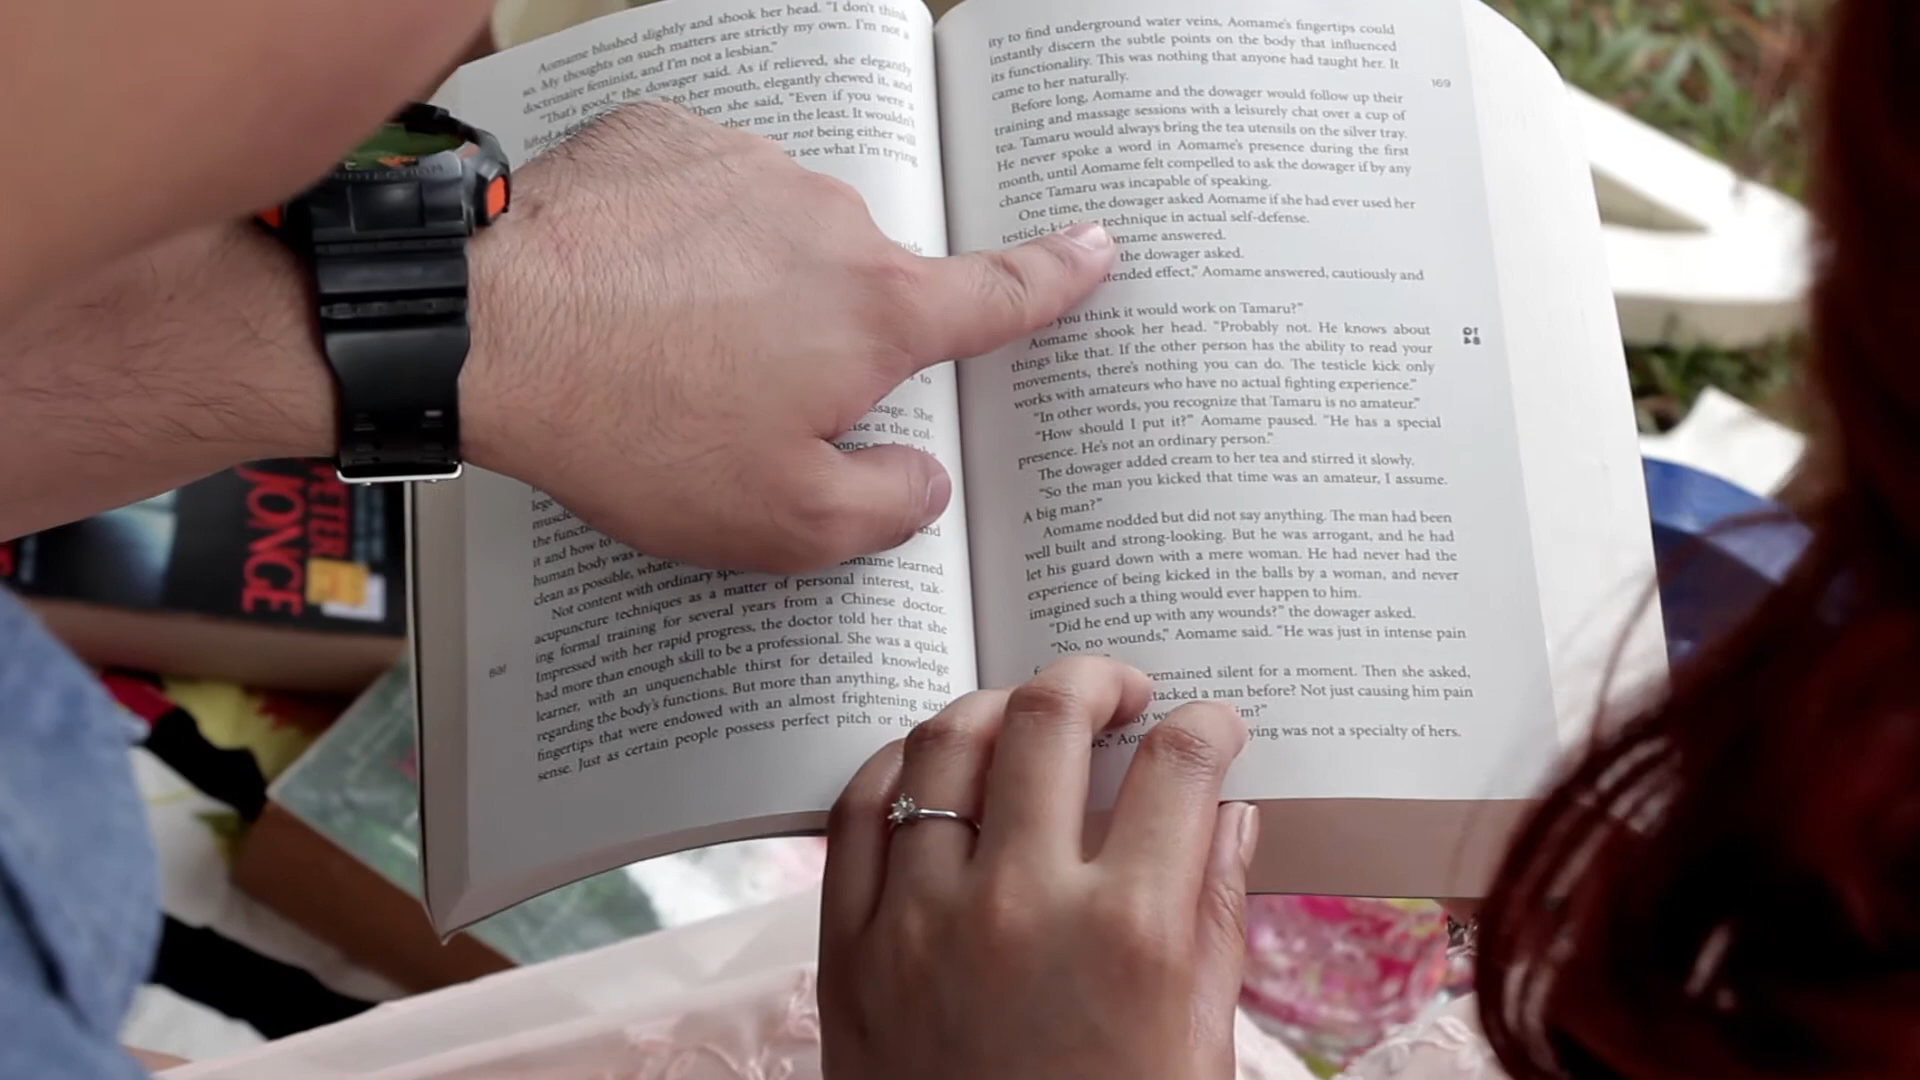 Aomame blushed slightly and shook her head. "I don't think
so. My thoughts on such matters are strictly my own. I'm not a
doctrinaire feminist, and I'm not a lesbian."
"That's good," the dowager said. As if relieved, she elegantly
lifted a to her mouth, elegantly chewed it, and
then she said, "Even if you were a
me in the least. It wouldn't
not being either will
see what I'm trying
to
She
at the col-
and
the
it and how to
human body was
clean as possible,
Not content with ordinary Aomame learned
acupuncture techniques as a matter of personal interest, tak-
ing formal training for several years from a Chinese doctor.
Impressed with her rapid progress, the doctor told her that she
had more than enough skill to be a professional. She was a quick
learner, with an unquenchable thirst for detailed knowledge
regarding the body's functions. But more than anything, she had
fingertips that were endowed with an almost frightening sixth
sense. Just as certain people possess perfect pitch or the
ity to find underground water veins, Aomame's fingertips could
instantly discern the subtle points on the body that influenced
its functionality. This was nothing that anyone had taught her. It
came to her naturally.
169
Before long, Aomame and the dowager would follow up their
training and massage sessions with a leisurely chat over a cup of
tea. Tamaru would always bring the tea utensils on the silver tray.
He never spoke a word in Aomame's presence during the first
month, until Aomame felt compelled to ask the dowager if by any
chance Tamaru was incapable of speaking.
One time, the dowager asked Aomame if she had ever used her
technique in actual self-defense.
answered.
the dowager asked.
effect," Aomame answered, cautiously and
you think it would work on Tamaru?"
Aomame shook her head. "Probably not. He knows about
things like that. If the other person has the ability to read your
movements, there's nothing you can do. The testicle kick only
works with amateurs who have no actual fighting experience."
"In other words, you recognize that Tamaru is no amateur."
"How should I put it?" Aomame paused. "He has a special
presence. He's not an ordinary person."
The dowager added cream to her tea and stirred it slowly.
"So the man you kicked that time was an amateur, I assume.
A big man?"
Aomame nodded but did not say anything. The man had been
well built and strong-looking. But he was arrogant, and he had
let his guard down with a mere woman. He had never had the
experience of being kicked in the balls by a woman, and never
imagined such a thing would ever happen to him.
"Did he end up with any wounds?" the dowager asked.
"No, no wounds," Aomame said. "He was just in intense pain
remained silent for a moment. Then she asked,
a man before? Not just causing him pain
was not a specialty of hers.
PROTECTION
JONGE